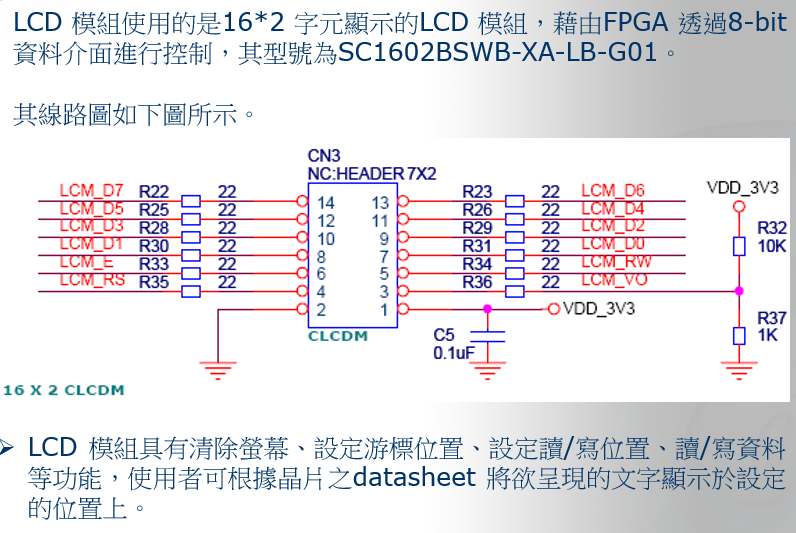 LCD 模組使用的是16*2 字元顯示的LCD 模組，藉由FPGA 透過8-bit
資料介面進行控制，其型號為SC1602BSWB-XA-LB-G01。
其線路圖如下圖所示。
CN3
NC:HEADER 7X2
LCM_D7 R22 22 14 13 R23 22 LCM_D6
LCM_D5 R25 22 12 11 R26 22 LCM_D4
LCM_D3 R28 22 10 9 R29 22 LCM_D2
LCM_D1 R30 22 8 7 R31 22 LCM_D0
LCM_E R33 22 6 5 R34 22 LCM_RW
LCM_RS R35 22 4 3 R36 22 LCM_VO
2 1 VDD_3V3
CLCDM
C5
0.1uF
VDD_3V3
R32
10K
R37
1K
16 X 2 CLCDM
LCD 模組具有清除螢幕、設定游標位置、設定讀/寫位置、讀/寫資料
等功能，使用者可根據晶片之datasheet 將欲呈現的文字顯示於設定
的位置上。